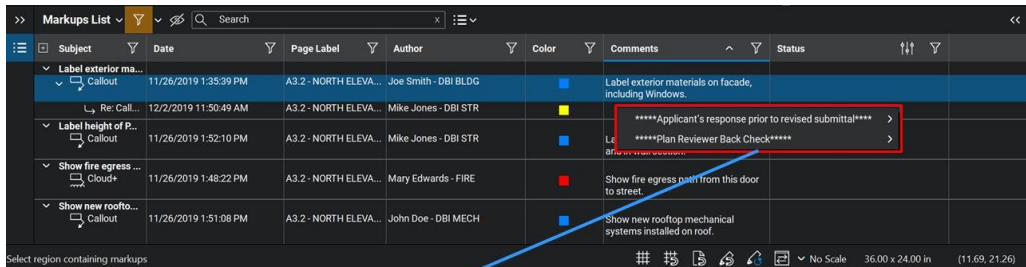 Markups List
Search
x
Subject Date Page Label Author Color Comments Status
Label exterior ma...
Callout 11/26/2019 1:35:39 PM A3.2 - NORTH ELEVA... Joe Smith - DBI BLDG Label exterior materials on facade,
including Windows.
Re: Call... 12/2/2019 11:50:49 AM A3.2 - NORTH ELEVA... Mike Jones - DBI STR
*****Applicant's response prior to revised submittal****
*****Plan Reviewer Back Check*****
Label height of P...
Callout 11/26/2019 1:52:10 PM A3.2 - NORTH ELEVA... Mike Jones - DBI STR
and in wall section.
Show fire egress ...
Cloud+ 11/26/2019 1:48:22 PM A3.2 - NORTH ELEVA... Mary Edwards - FIRE Show fire egress path from this door
to street.
Show new roofto...
Callout 11/26/2019 1:51:08 PM A3.2 - NORTH ELEVA... John Doe - DBI MECH Show new rooftop mechanical
systems installed on roof.
Select region containing markups No Scale 36.00 x 24.00 in (11.69, 21.26)